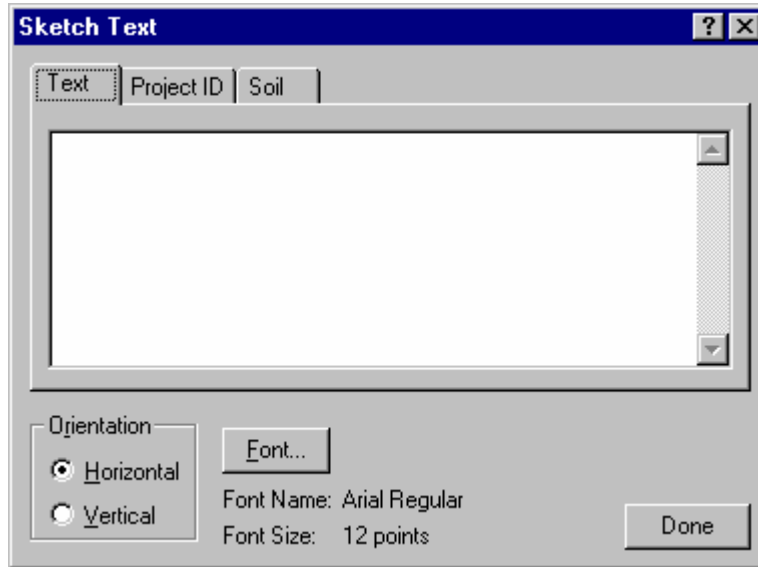 Sketch Text
Text Project ID Soil
Orientation
Horizontal
Vertical
Font...
Font Name: Arial Regular
Font Size: 12 points
Done